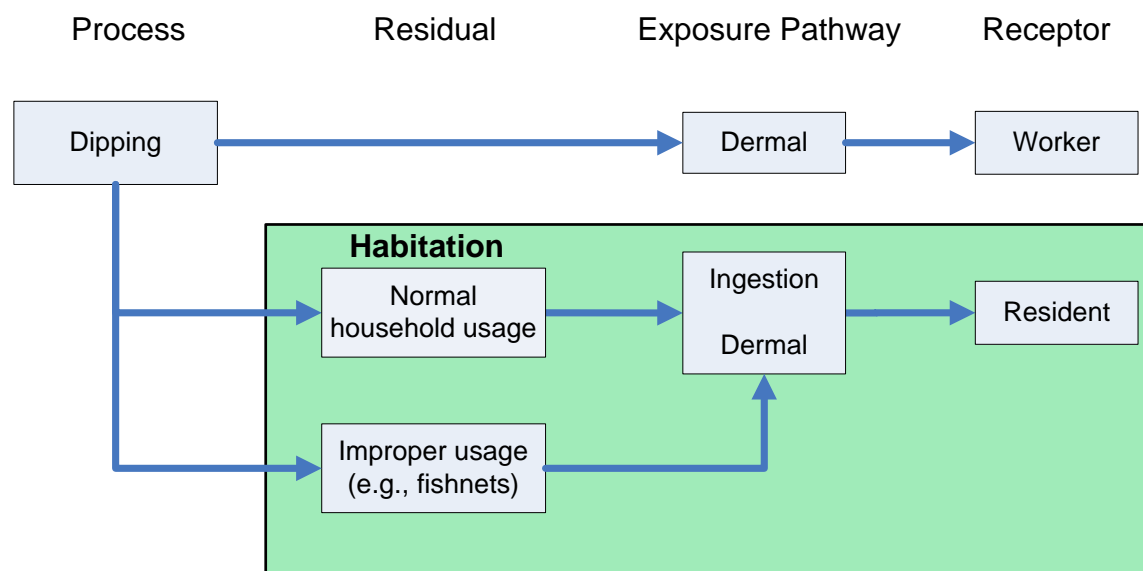 Process Residual Exposure Pathway Receptor
Dipping Dermal Worker
Habitation
Normal
household usage
Ingestion
Dermal
Resident
Improper usage
(e.g., fishnets)